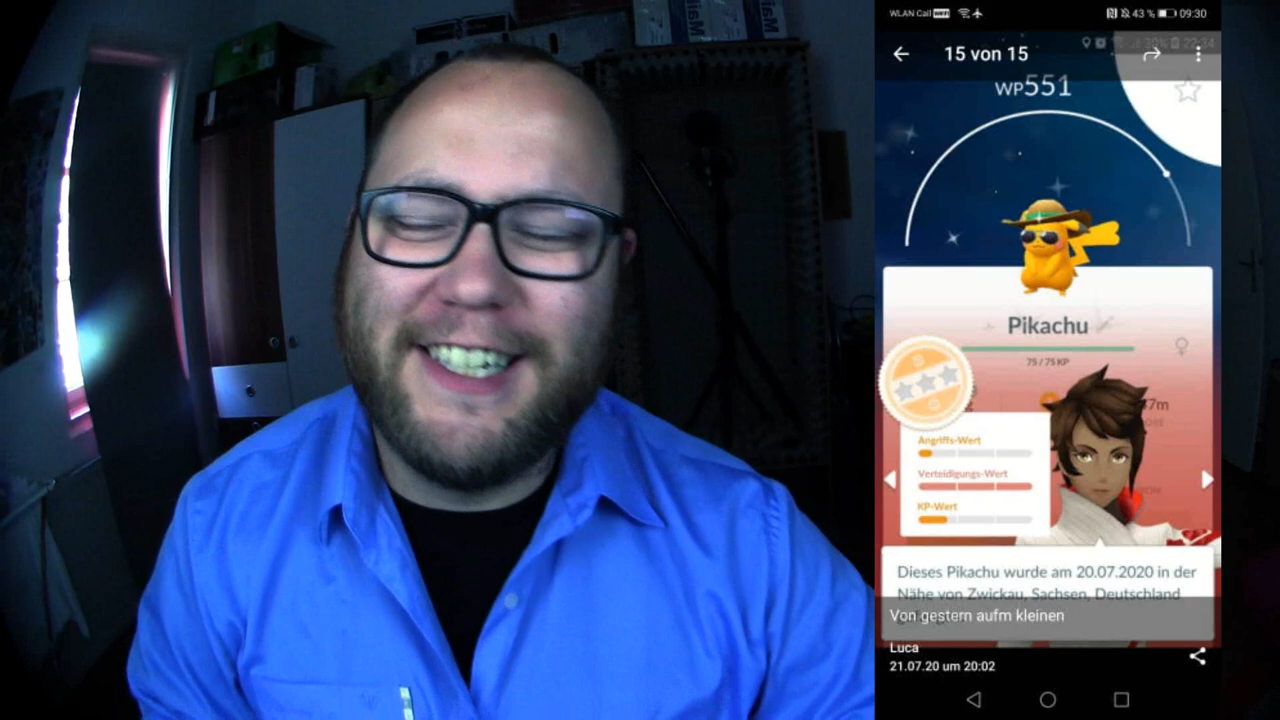 WLAN Call WiFi 43 % 09:30
15 von 15
WP551
Pikachu
75 / 75 KP
7m
Angriffs-Wert
Verteidigungs-Wert
KP-Wert
Dieses Pikachu wurde am 20.07.2020 in der
Nähe von Zwickau, Sachsen, Deutschland
Von gestern aufm kleinen
Luca
21.07.20 um 20:02